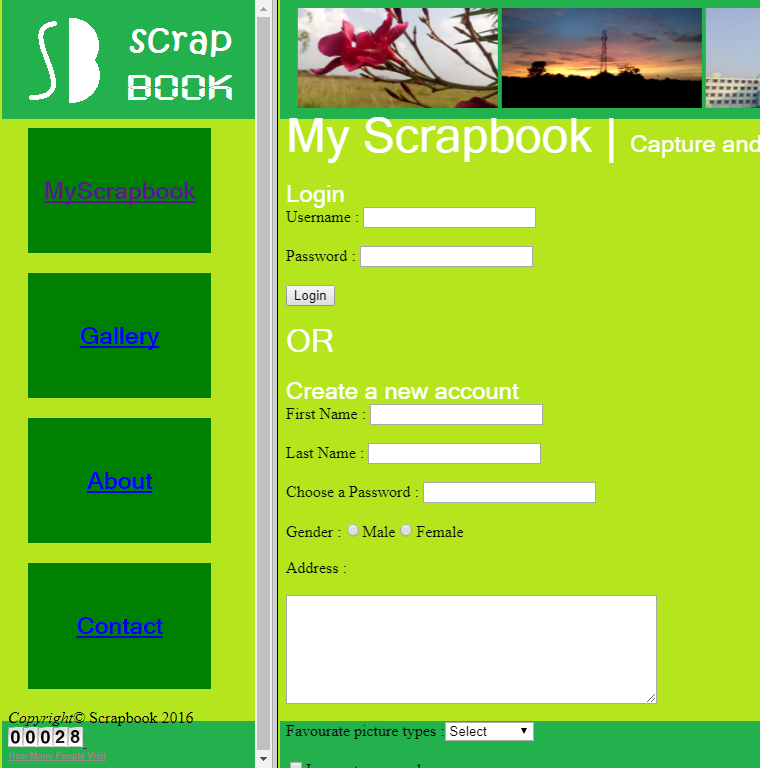 SB scrap
BOOK
MyScrapbook
Gallery
About
Contact
Copyright© Scrapbook 2016
00028
How Many People Visit
My Scrapbook | Capture and
Login
Username :
Password :
Login
OR
Create a new account
First Name :
Last Name :
Choose a Password :
Gender : Male Female
Address :
Favourate picture types : Select